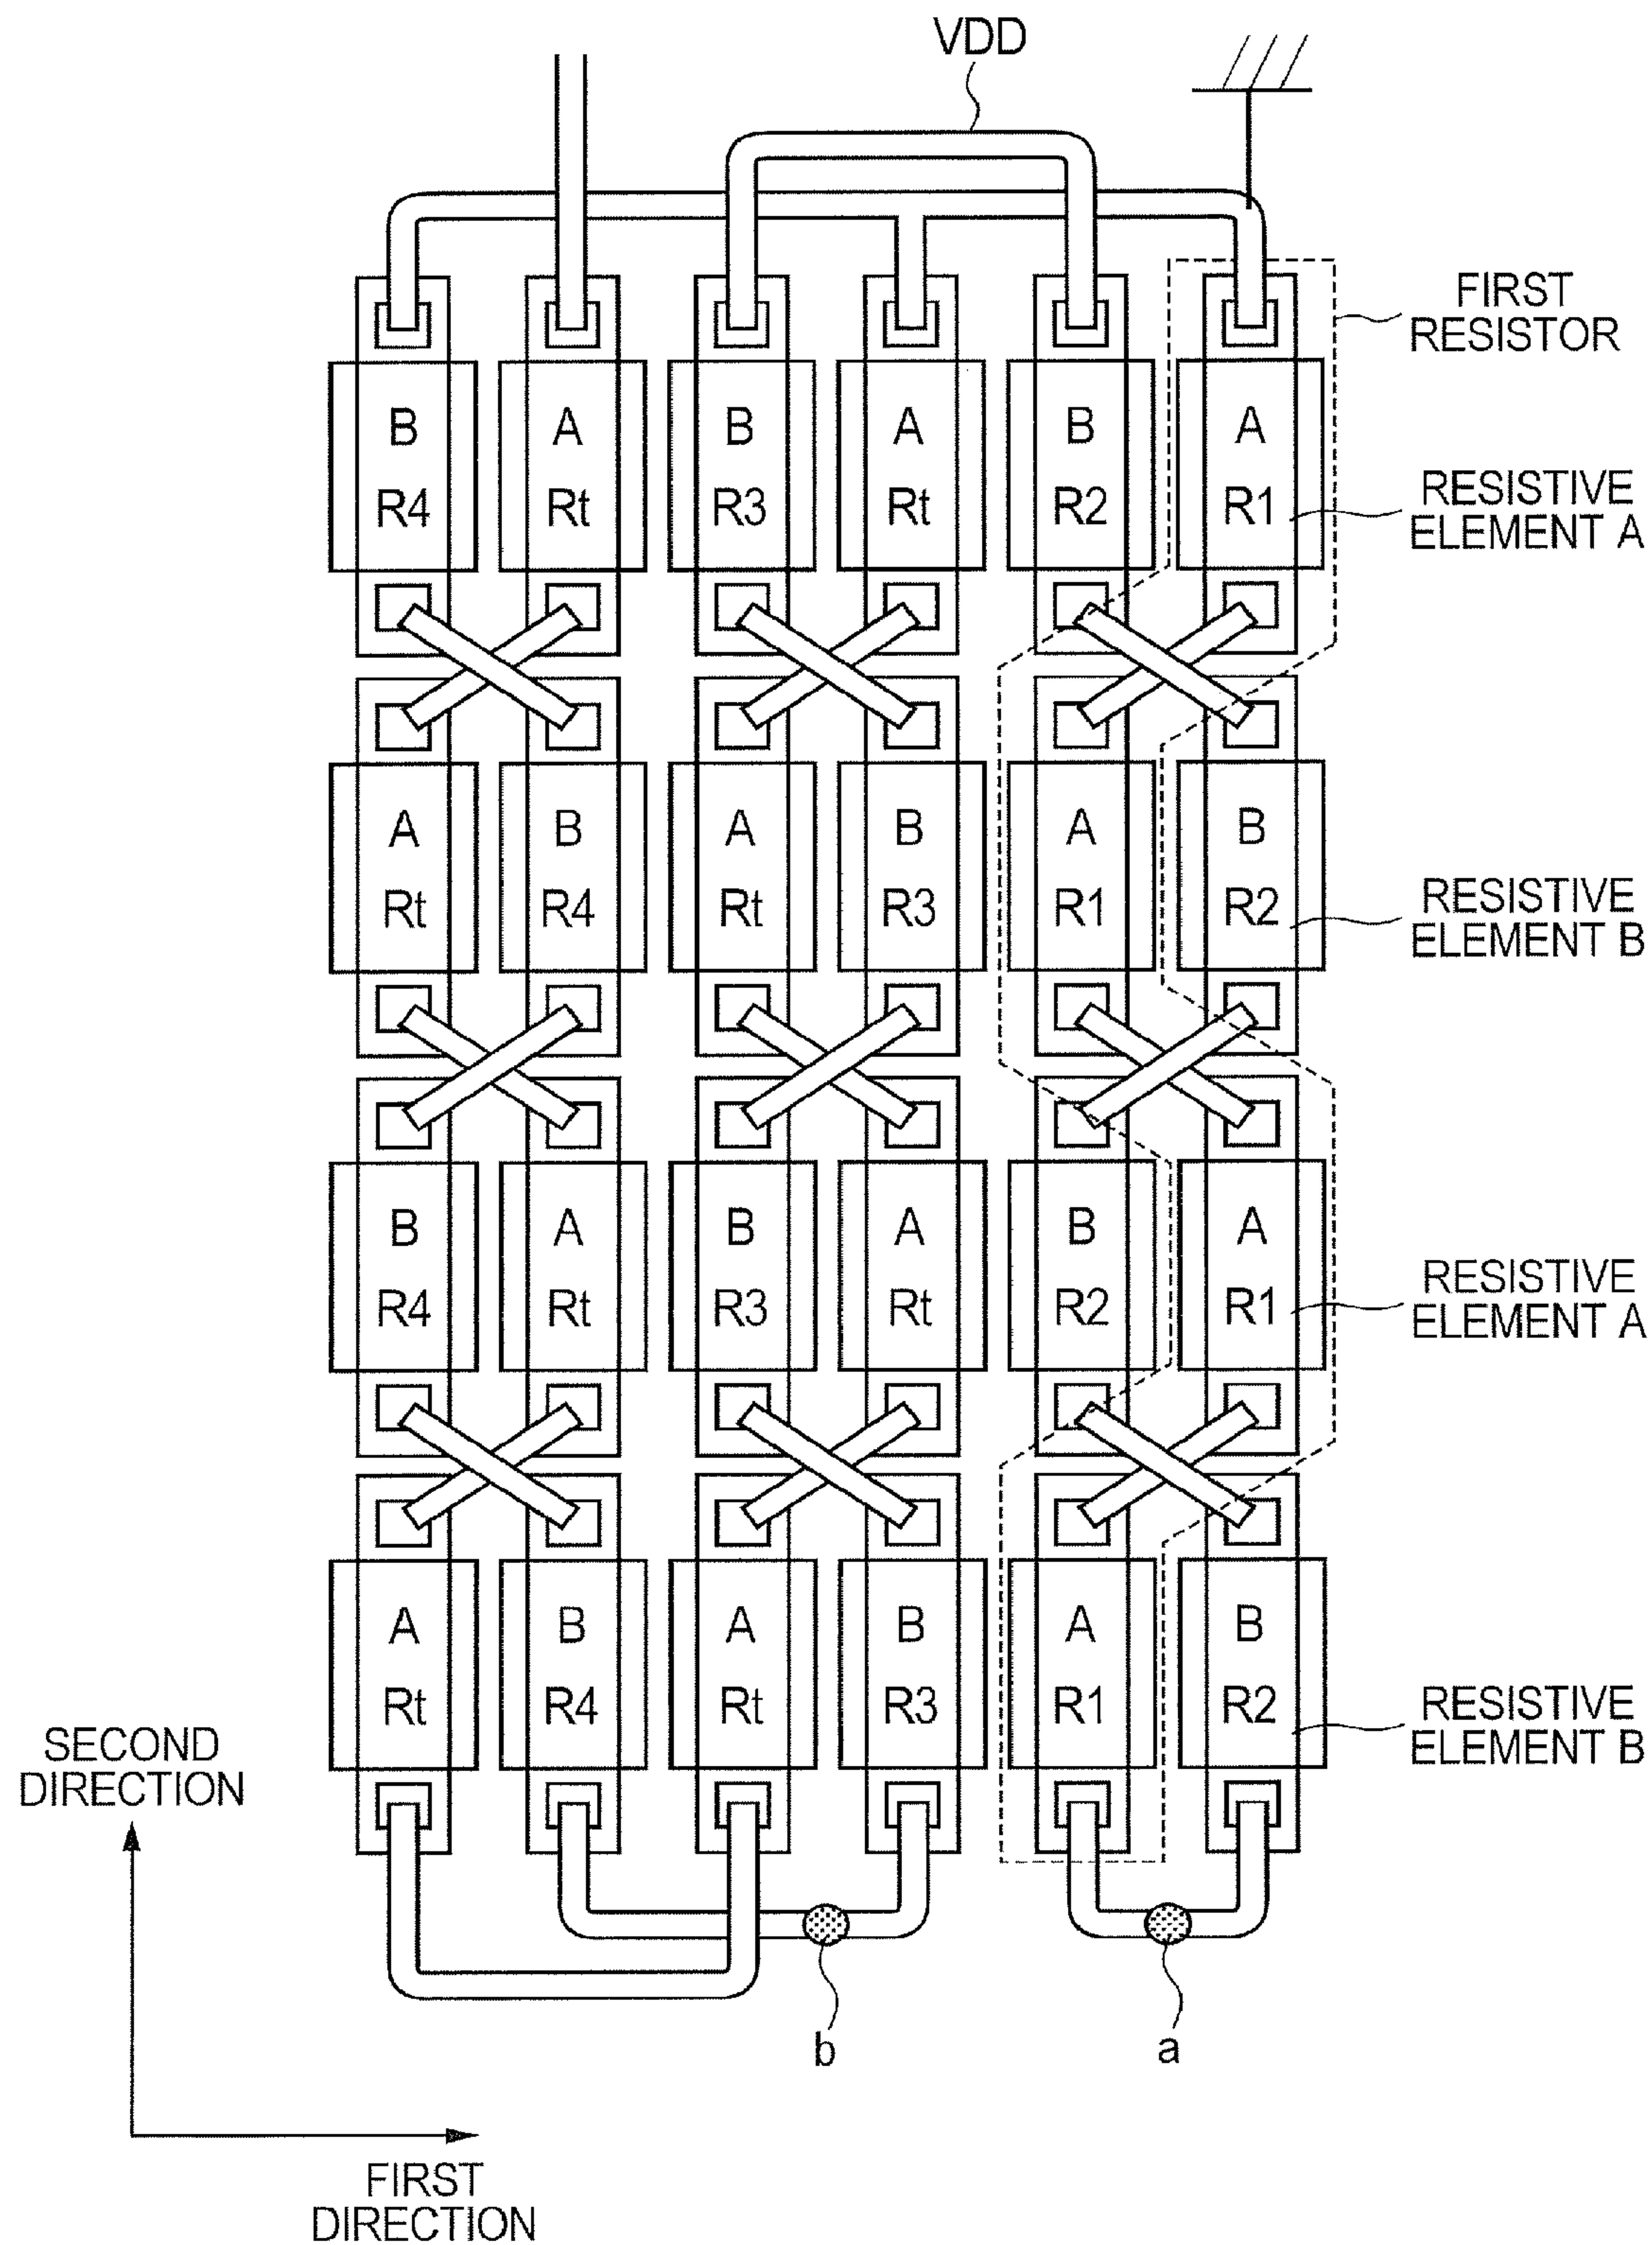 VDD
FIRST
RESISTOR
B A B A B A
R4 Rt R3 Rt R2 R1
RESISTIVE
ELEMENT A
A B A B A B
Rt R4 Rt R3 R1 R2
RESISTIVE
ELEMENT B
B A B A B A
R4 Rt R3 Rt R2 R1
RESISTIVE
ELEMENT A
A B A B A B
Rt R4 Rt R3 R1 R2
RESISTIVE
ELEMENT B
SECOND
DIRECTION
b a
FIRST
DIRECTION